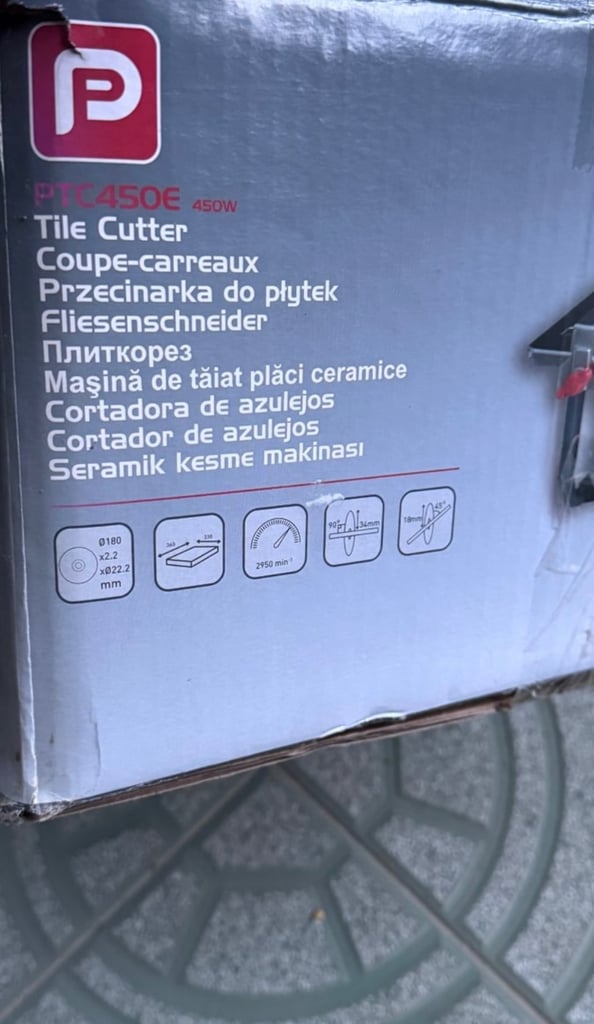 P
PTC450E 450W
Tile Cutter
Coupe-carreaux
Przecinarka do płytek
Fliesenschneider
Плиткорез
Maşină de tăiat plăci ceramice
Cortadora de azulejos
Cortador de azulejos
Seramik kesme makinası
Ø180
x2.2
xØ22.2
mm
2950 min⁻¹
90° 34mm
18mm 45°